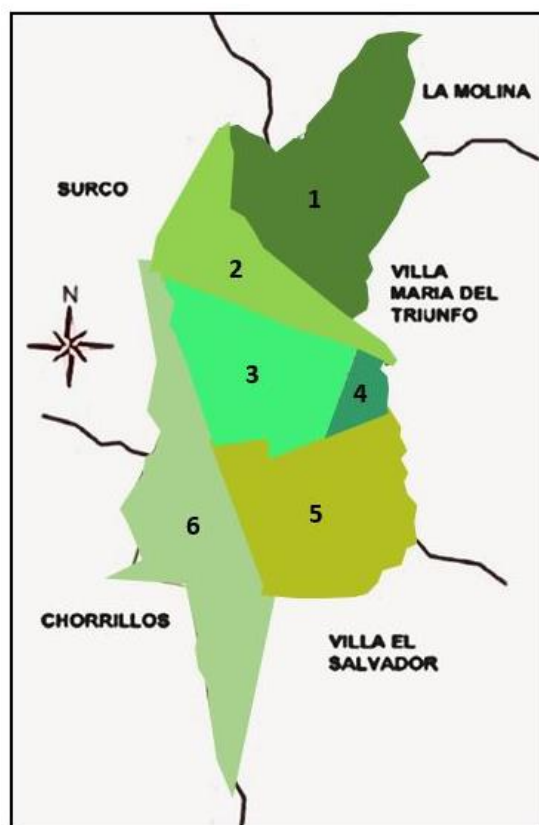 LA MOLINA
SURCO
1
2
VILLA
MARIA DEL
TRIUNFO
N
3
4
5
6
CHORRILLOS
VILLA EL
SALVADOR